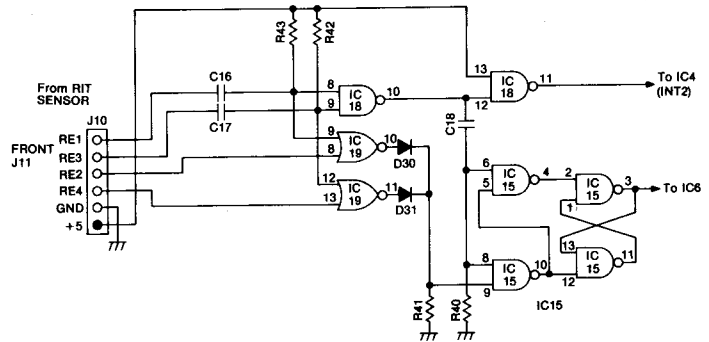 R43
R42
From RIT
SENSOR
J10
FRONT
J11
RE1
RE3
RE2
RE4
GND
+5
C16
C17
8
9
IC
18
10
13
12
IC
18
11
To IC4
(INT2)
C18
9
8
IC
19
10
D30
12
13
IC
19
11
D31
6
5
IC
15
4
2
1
IC
15
3
To IC6
8
9
IC
15
10
13
12
IC
15
11
IC15
R41
R40